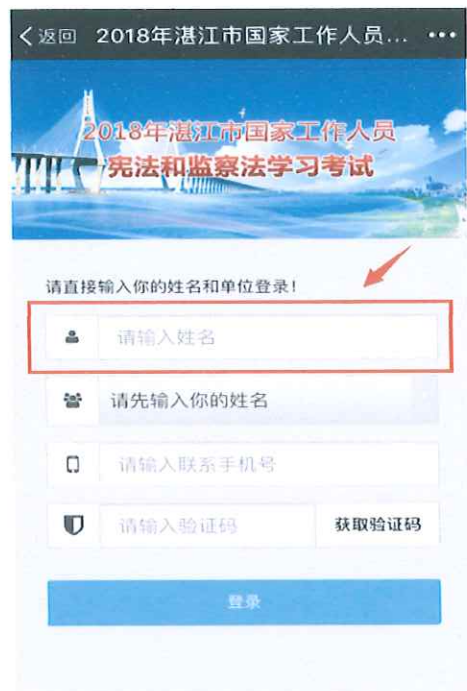 返回 2018年湛江市国家工作人员... •••
2018年湛江市国家工作人员
宪法和监察法学习考试
请直接输入你的姓名和单位登录！
请输入姓名
请先输入你的姓名
请输入联系手机号
请输入验证码 获取验证码
登录